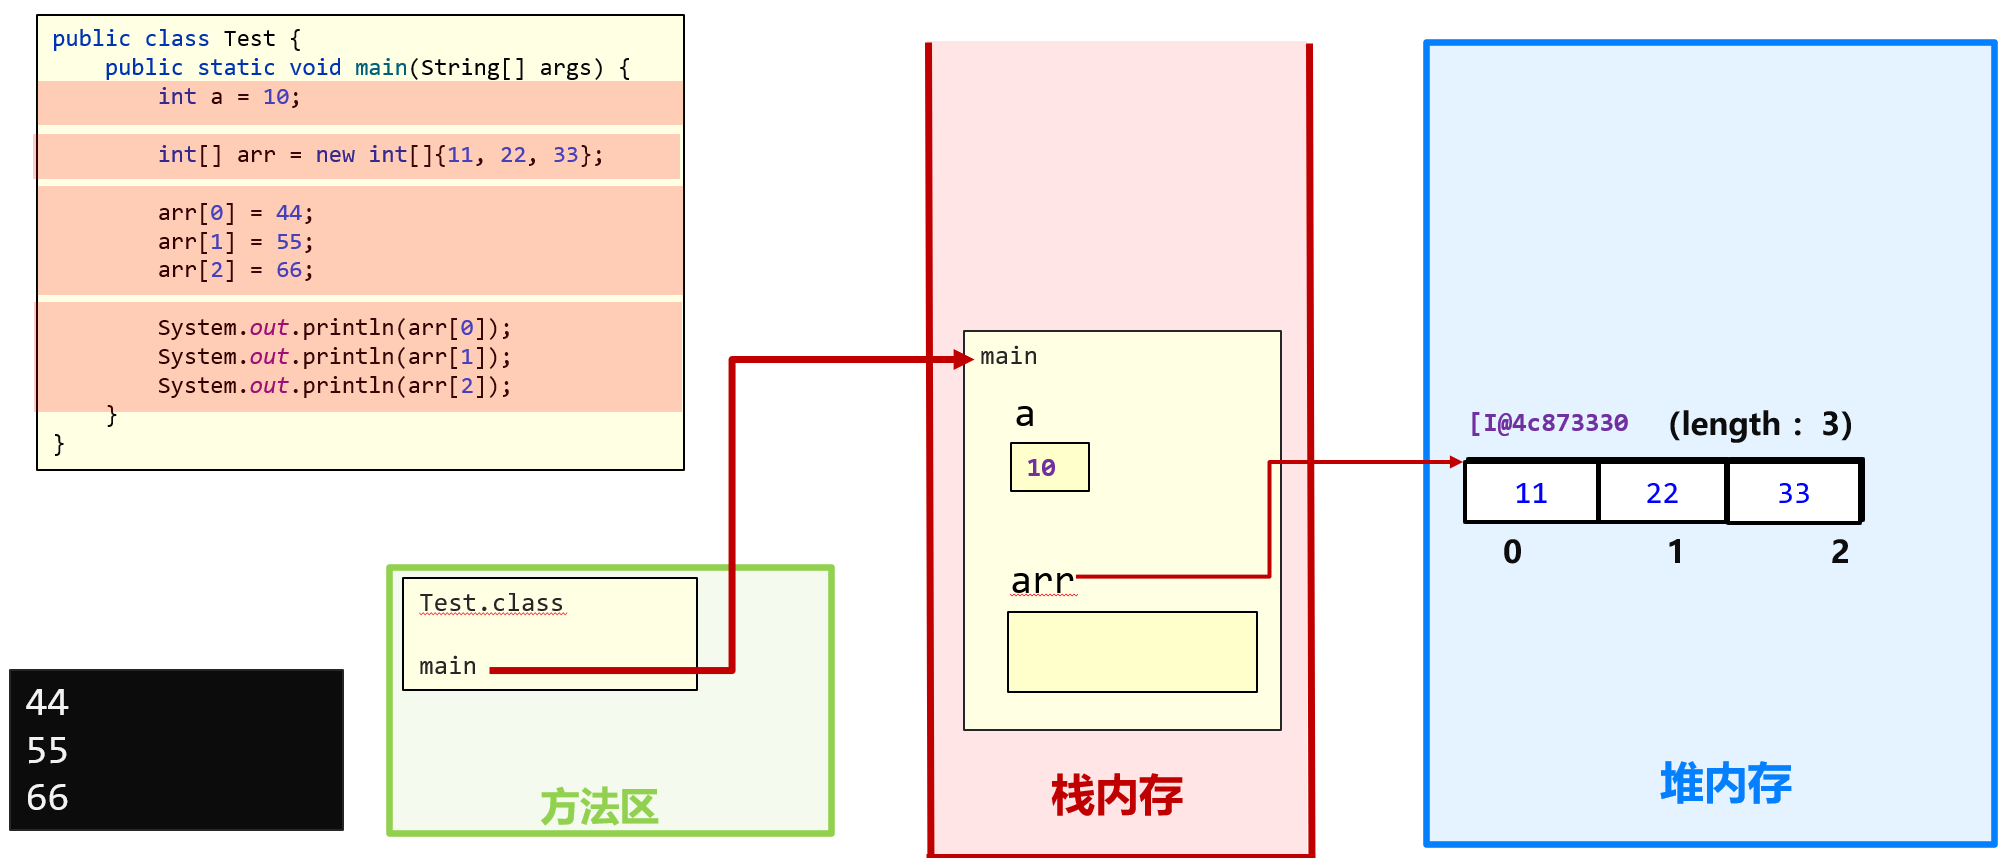 public class Test {
    public static void main(String[] args) {
        int a = 10;
        int[] arr = new int[]{11, 22, 33};
        arr[0] = 44;
        arr[1] = 55;
        arr[2] = 66;
        System.out.println(arr[0]);
        System.out.println(arr[1]);
        System.out.println(arr[2]);
    }
}
44
55
66
Test.class
main
方法区
main
a
10
arr
栈内存
[I@4c873330 (length： 3)
11 22 33
0 1 2
堆内存